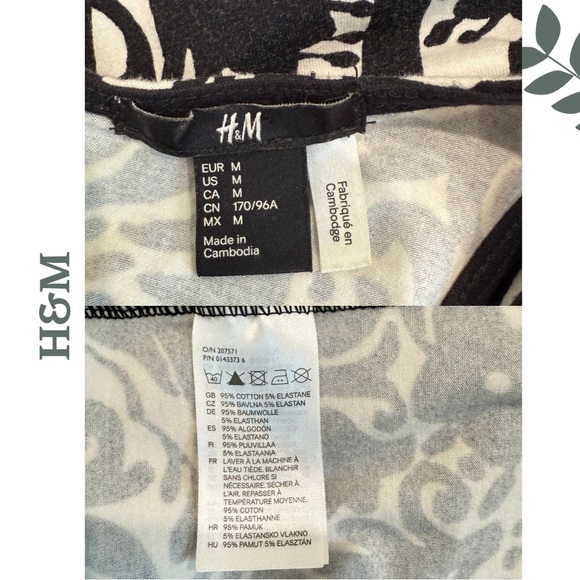 H&M
H&M
EUR M
US M
CA M
CN 170/96A
MX M
Made in
Cambodia
Fabriqué en
Cambodge
O/N 207571
P/N 0143373 6
40
GB 95% COTTON 5% ELASTANE
CZ 95% BAVLNA 5% ELASTAN
DE 95% BAUMWOLLE
5% ELASTHAN
ES 95% ALGODÓN
5% ELASTANO
FI 95% PUUVILLAA
5% ELASTAANIA
FR LAVER À LA MACHINE À
L'EAU TIÈDE. BLANCHIR
SANS CHLORE SI
NÉCESSAIRE. SÉCHER À
L'AIR. REPASSER À
TEMPÉRATURE MOYENNE.
95% COTON
5% ELASTHANNE
HR 95% PAMUK
5% ELASTANSKO VLAKNO
HU 95% PAMUT 5% ELASZTÁN